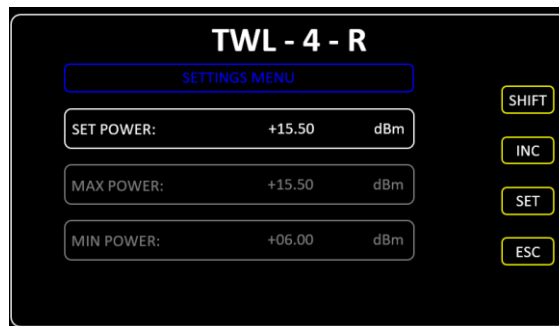 TWL - 4 - R
SETTINGS MENU
SHIFT
SET POWER: +15.50 dBm
INC
MAX POWER: +15.50 dBm
SET
MIN POWER: +06.00 dBm
ESC